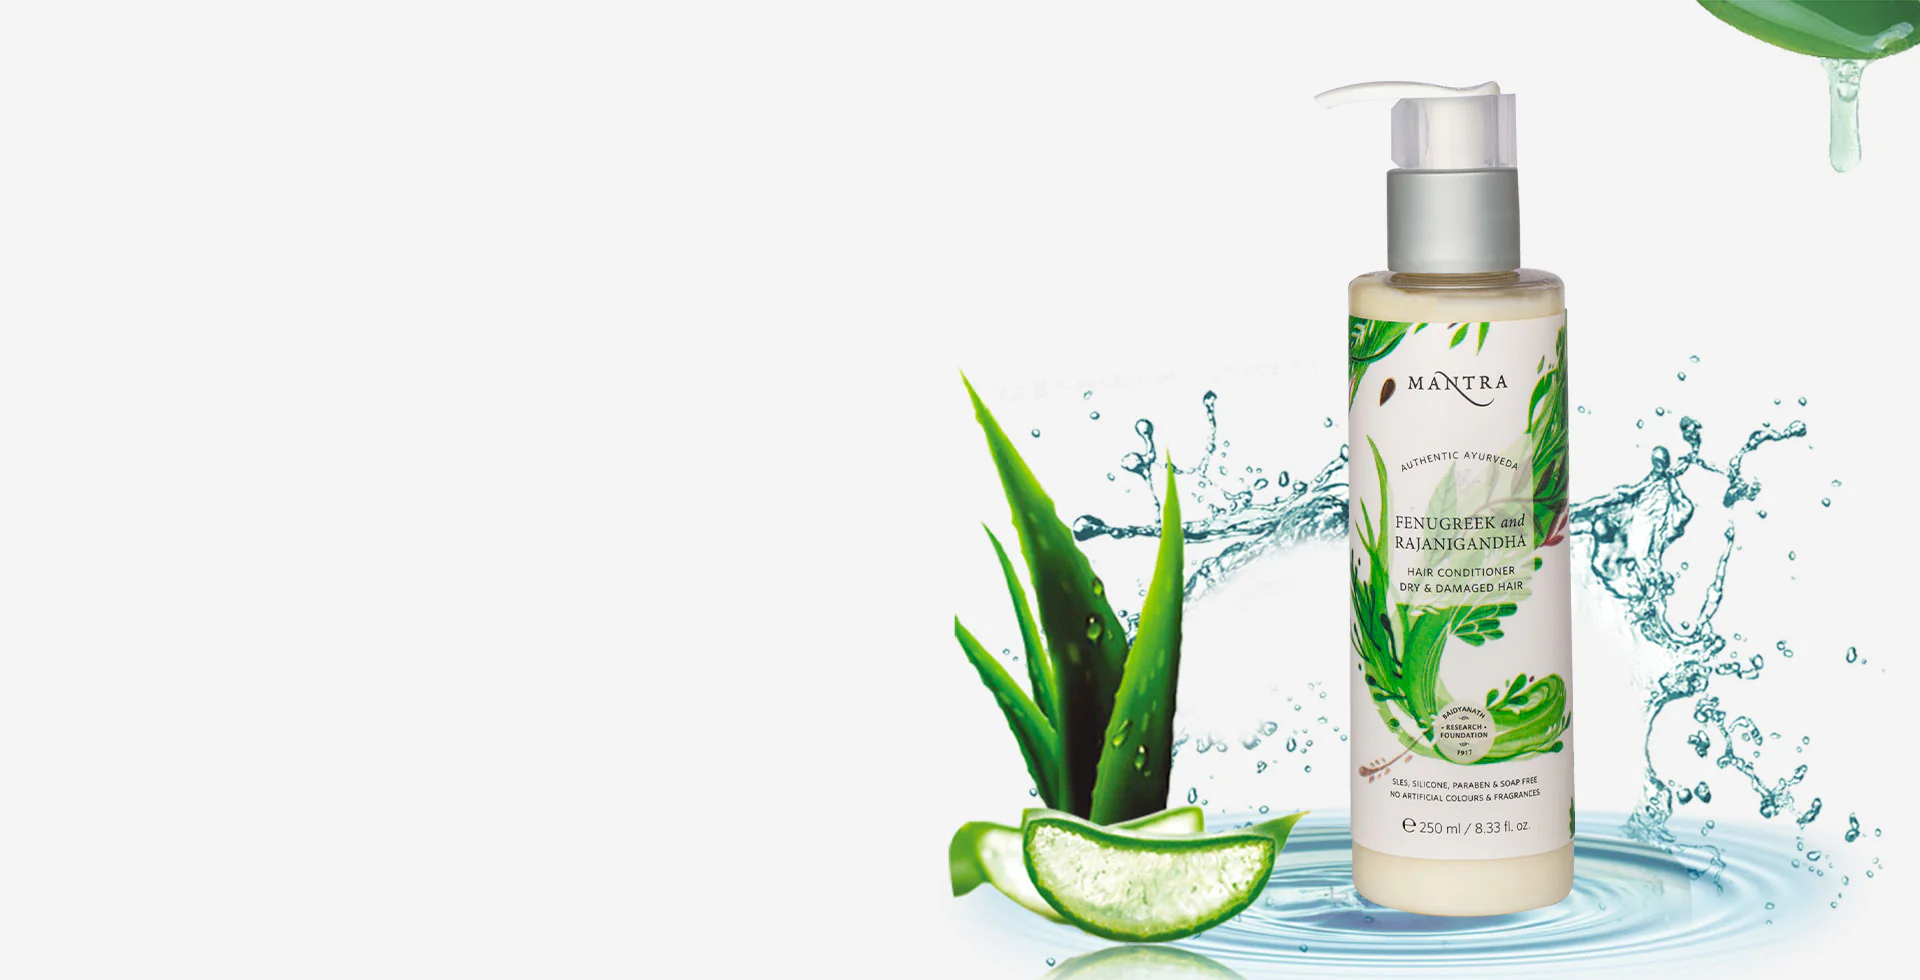 MANTRA
AUTHENTIC AYURVEDA
FENUGREEK and
RAJANIGANDHA
HAIR CONDITIONER
DRY & DAMAGED HAIR
BAIDYANATH
• RESEARCH •
FOUNDATION
1917
SLES, SILICONE, PARABEN & SOAP FREE
NO ARTIFICIAL COLOURS & FRAGRANCES
℮ 250 ml / 8.33 fl. oz.